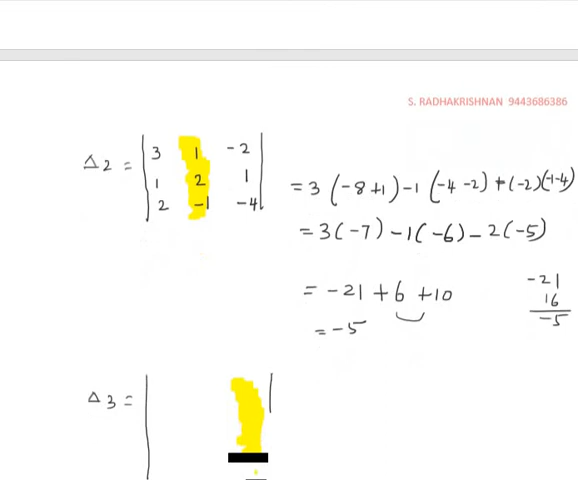 S. RADHAKRISHNAN 9443686386
Δ2 = | 3 1 -2 |
| 1 2 1 |
| 2 -1 -4 |
= 3 (-8+1) -1 (-4 -2) + (-2)(-1-4)
= 3(-7) - 1(-6) - 2(-5)
= -21 + 6 + 10
= -5
-21
16
-5
Δ3 = | |